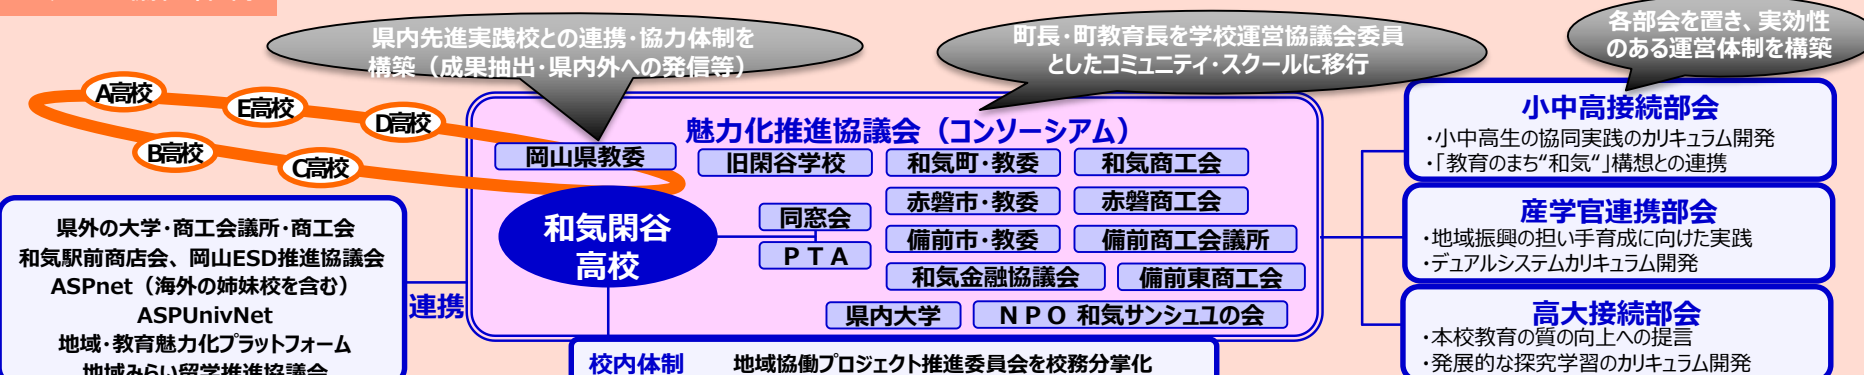 県内先進実践校との連携・協力体制を
構築（成果抽出・県内外への発信等）
町長・町教育長を学校運営協議会委員
としたコミュニティ・スクールに移行
各部会を置き、実効性
のある運営体制を構築
A高校
E高校
D高校
B高校
C高校
魅力化推進協議会（コンソーシアム）
岡山県教委
旧閑谷学校
和気町・教委
和気商工会
同窓会
赤磐市・教委
赤磐商工会
和気閑谷
高校
PTA
備前市・教委
備前商工会議所
和気金融協議会
備前東商工会
県内大学
NPO 和気サンシュユの会
県外の大学・商工会議所・商工会
和気駅前商店会、岡山ESD推進協議会
ASPnet（海外の姉妹校を含む）
ASPUnivNet
地域・教育魅力化プラットフォーム
地域みらい留学推進協議会
連携
校内体制　地域協働プロジェクト推進委員会を校務分掌化
小中高接続部会
・小中高生の協同実践のカリキュラム開発
・「教育のまち“和気“」構想との連携
産学官連携部会
・地域振興の担い手育成に向けた実践
・デュアルシステムカリキュラム開発
高大接続部会
・本校教育の質の向上への提言
・発展的な探究学習のカリキュラム開発